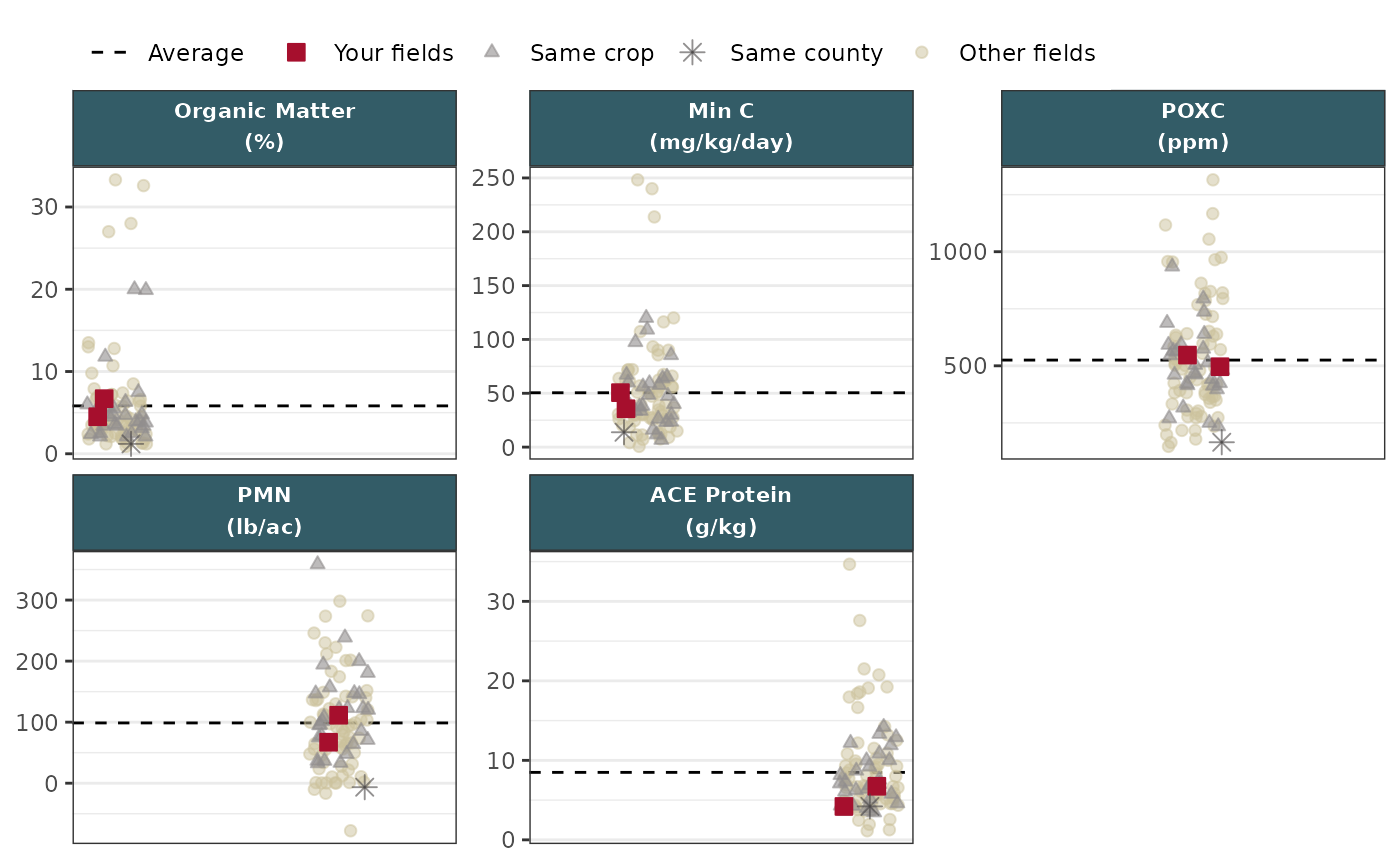 Average Your fields Same crop Same county Other fields
Organic Matter
(%)
30
20
10
0
Min C
(mg/kg/day)
250
200
150
100
50
0
POXC
(ppm)
1000
500
PMN
(lb/ac)
300
200
100
0
ACE Protein
(g/kg)
30
20
10
0